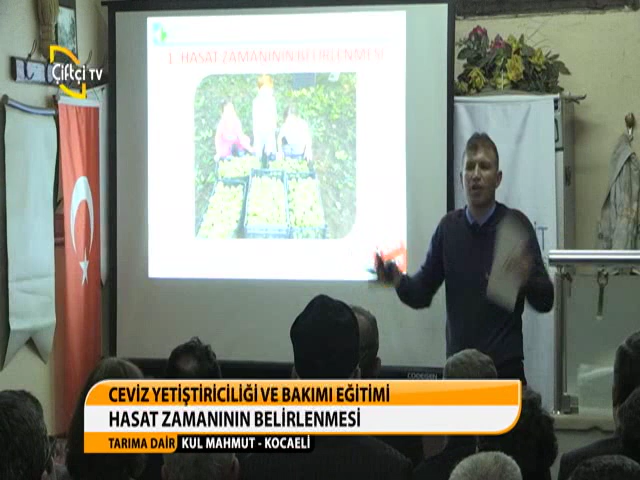 Çiftçi TV
1. HASAT ZAMANININ BELİRLENMESİ
CODEGEN
CEVİZ YETİŞTİRİCİLİĞİ VE BAKIMI EĞİTİMİ
HASAT ZAMANININ BELİRLENMESİ
TARIMA DAİR KUL MAHMUT - KOCAELİ